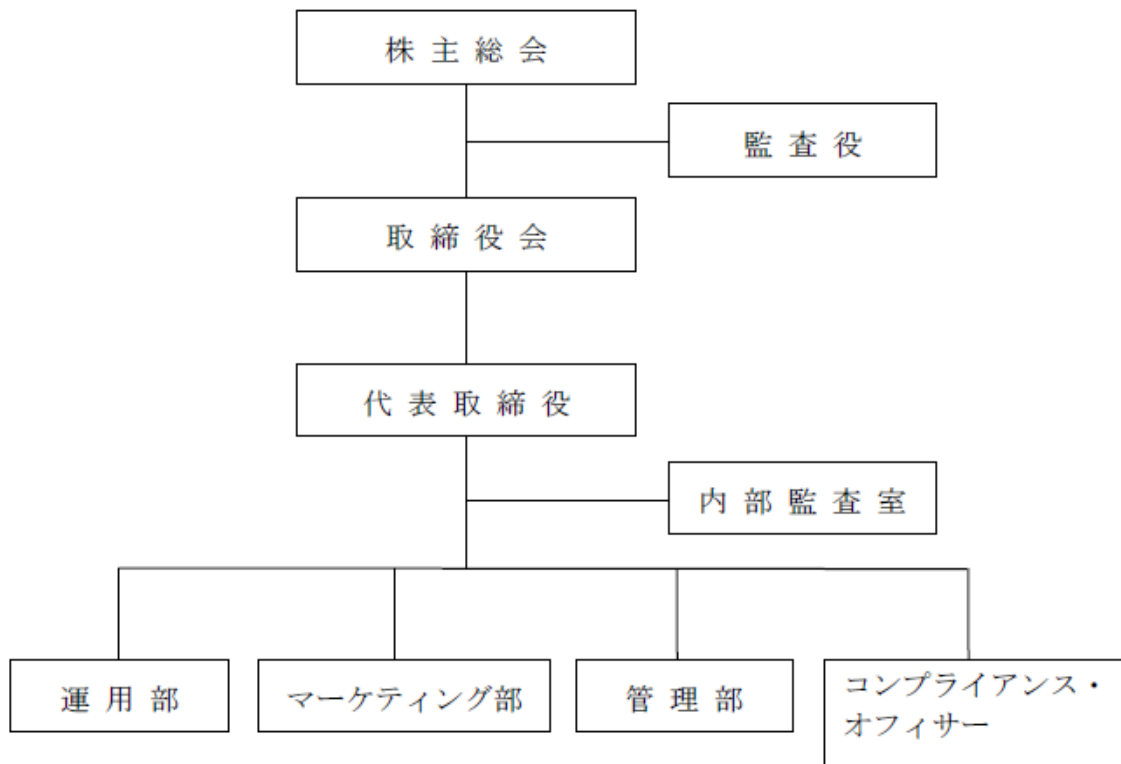 株主総会
監査役
取締役会
代表取締役
内部監査室
運用部
マーケティング部
管理部
コンプライアンス・
オフィサー